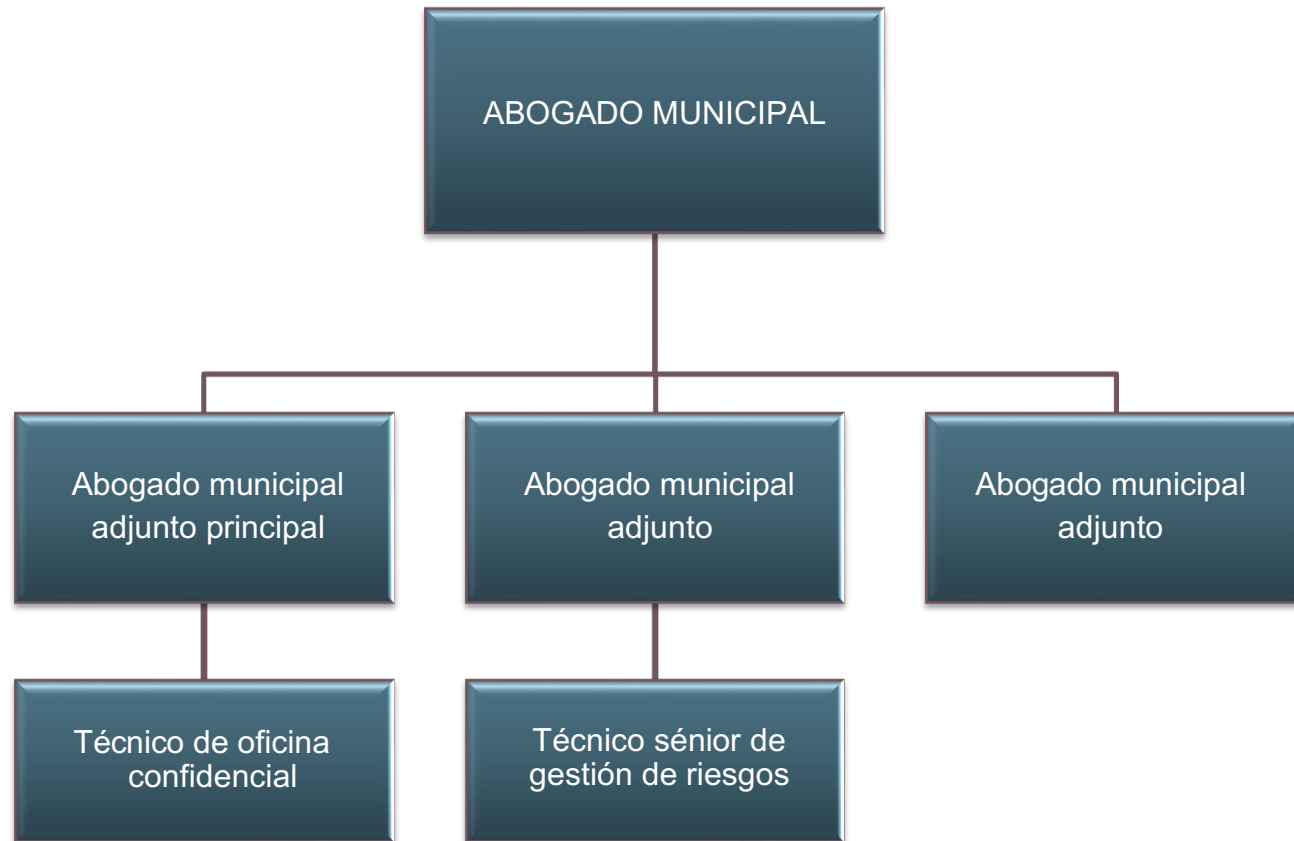 ABOGADO MUNICIPAL
Abogado municipal
adjunto principal
Abogado municipal
adjunto
Abogado municipal
adjunto
Técnico de oficina
confidencial
Técnico sénior de
gestión de riesgos